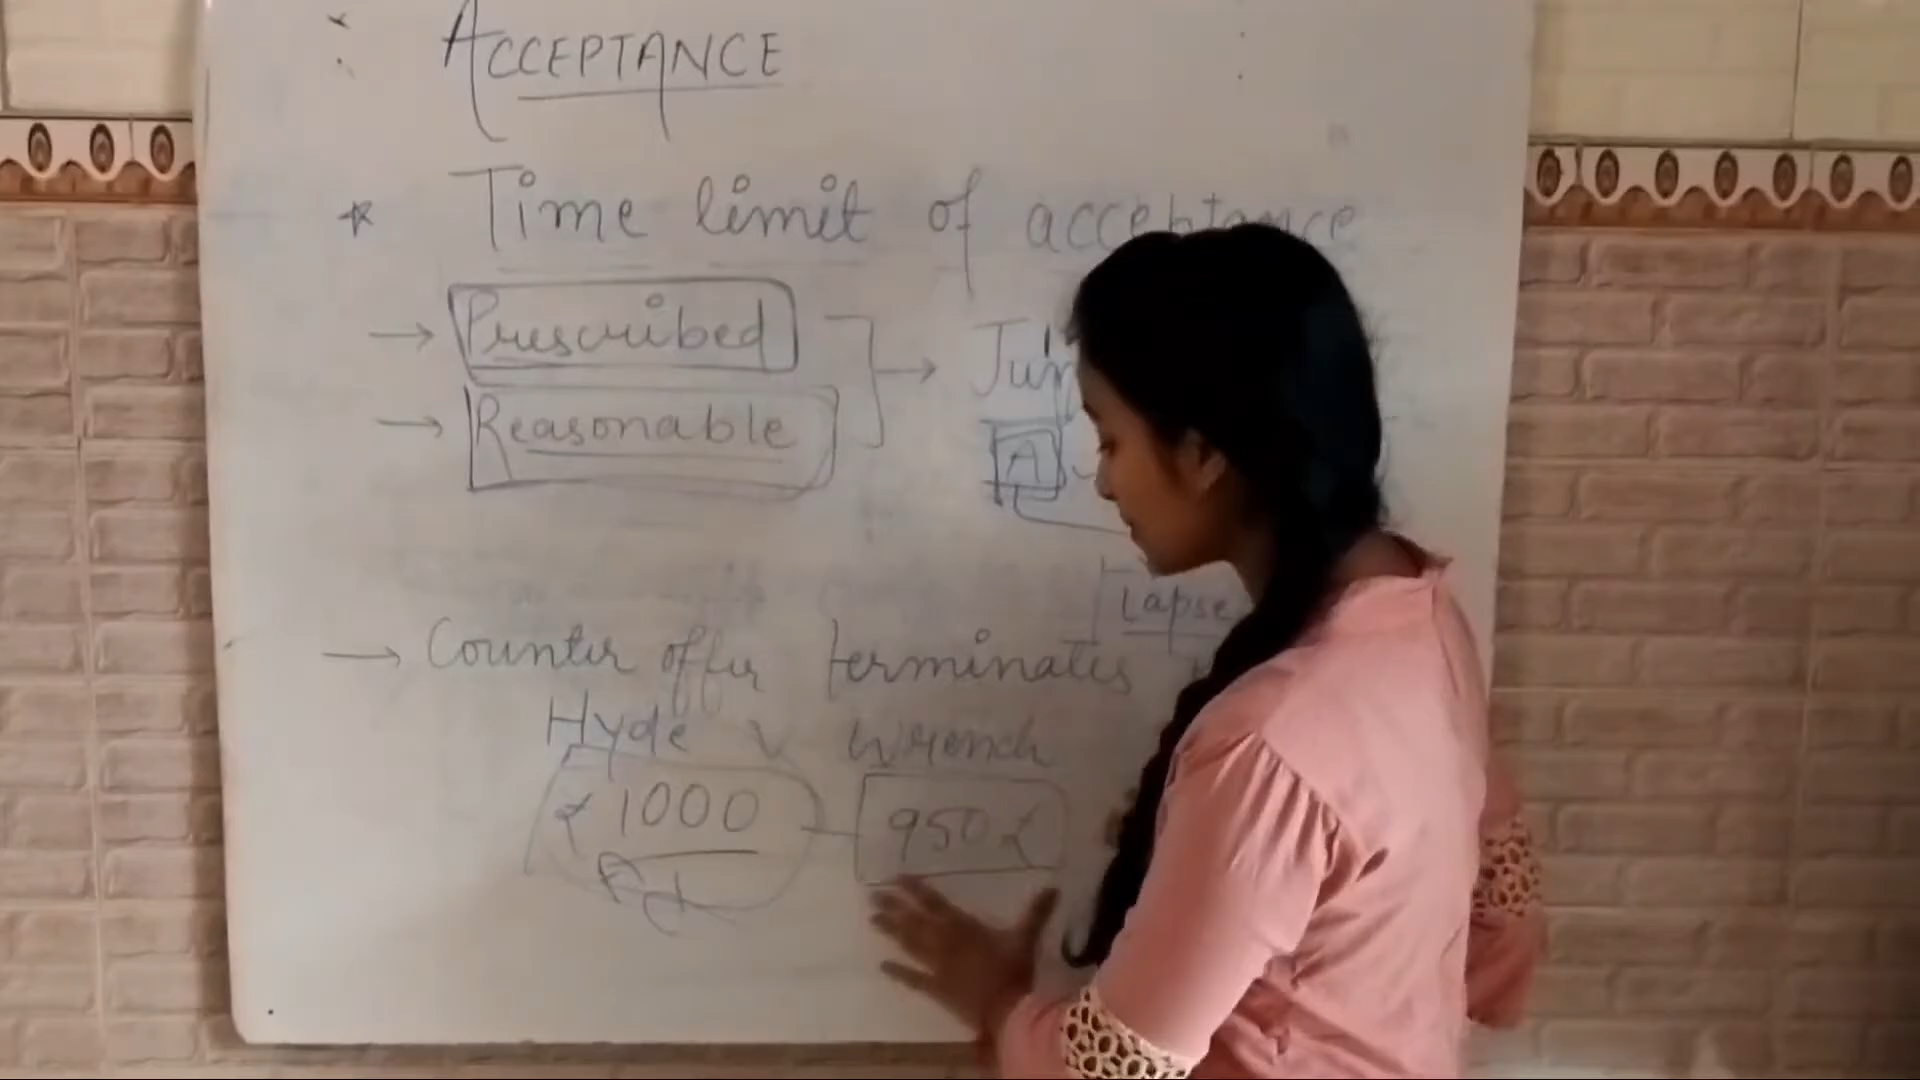 ACCEPTANCE
* Time limit of acceptance
→ Prescribed
→ Reasonable
A
Lapse
→ Counter offer terminates
Hyde v Wrench
₹ 1000
950 ₹